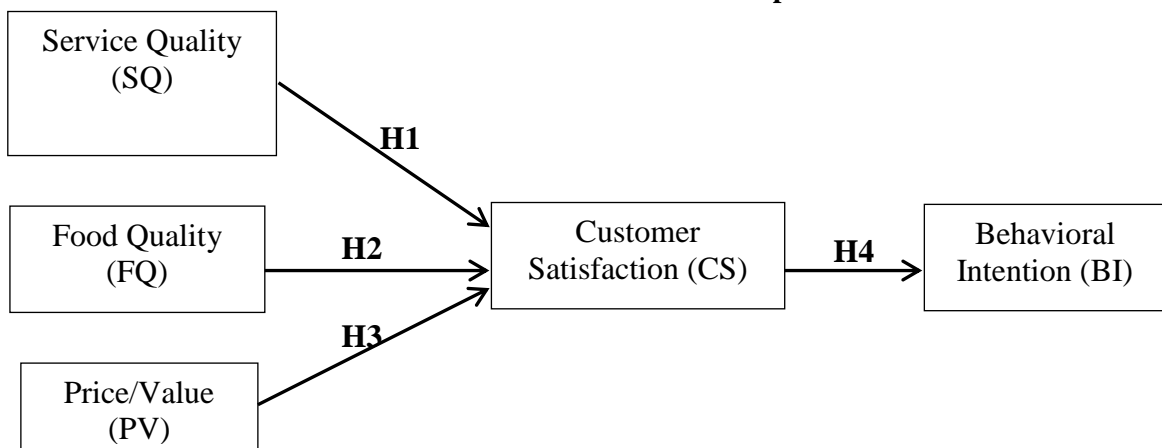 Service Quality
(SQ)
H1
Food Quality
(FQ)
H2
Customer
Satisfaction (CS)
H4
Behavioral
Intention (BI)
H3
Price/Value
(PV)